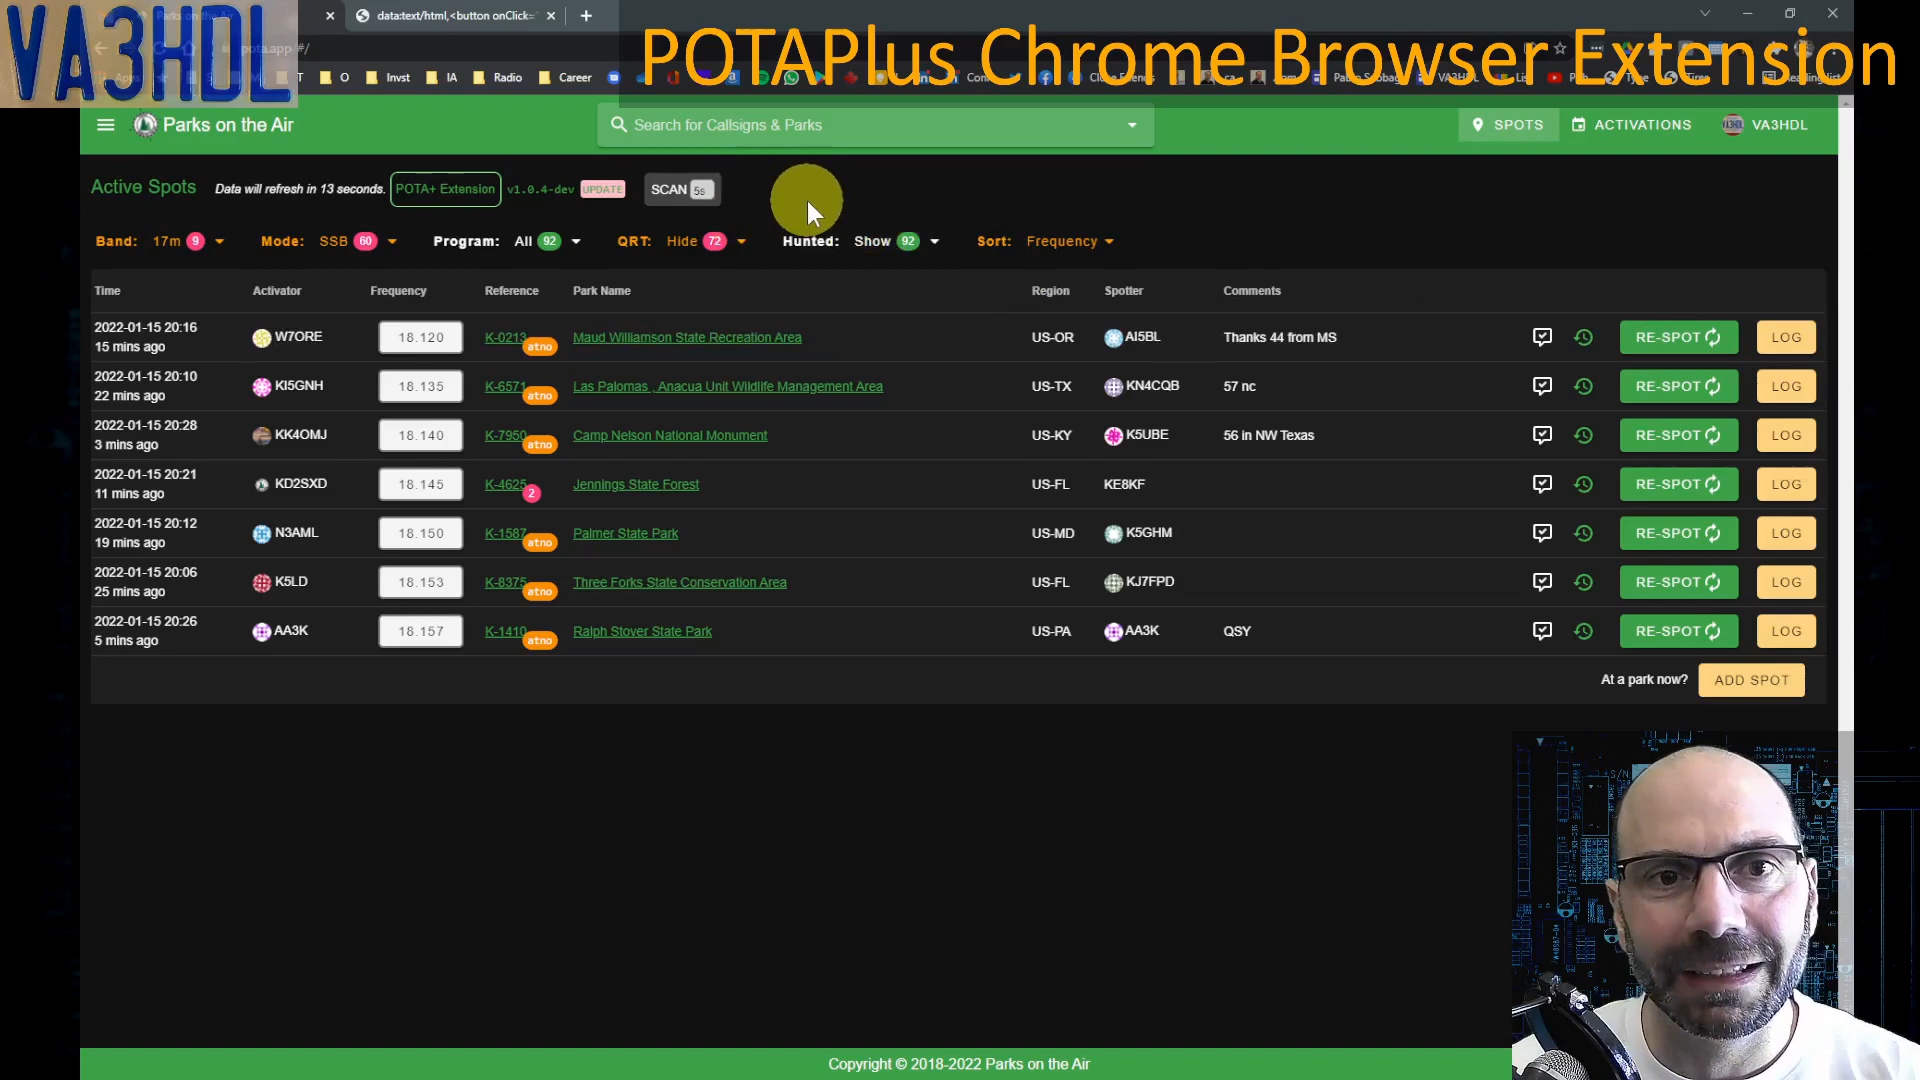 VA3HDL
POTAPlus Chrome Browser Extension
data:text/html,<button onClick='
pota.app
Invst IA Radio Career
Parks on the Air
Search for Callsigns & Parks
SPOTS ACTIVATIONS VA3HDL
Active Spots Data will refresh in 13 seconds. POTA+ Extension v1.0.4-dev UPDATE SCAN 5s
Band: 17m 9 Mode: SSB 60 Program: All 92 QRT: Hide 72 Hunted: Show 92 Sort: Frequency
Time Activator Frequency Reference Park Name Region Spotter Comments
2022-01-15 20:16
15 mins ago
W7ORE 18.120 K-0213 atno Maud Williamson State Recreation Area US-OR AI5BL Thanks 44 from MS RE-SPOT LOG
2022-01-15 20:10
22 mins ago
KI5GNH 18.135 K-6571 atno Las Palomas , Anacua Unit Wildlife Management Area US-TX KN4CQB 57 nc RE-SPOT LOG
2022-01-15 20:28
3 mins ago
KK4OMJ 18.140 K-7950 atno Camp Nelson National Monument US-KY K5UBE 56 in NW Texas RE-SPOT LOG
2022-01-15 20:21
11 mins ago
KD2SXD 18.145 K-4625 2 Jennings State Forest US-FL KE8KF RE-SPOT LOG
2022-01-15 20:12
19 mins ago
N3AML 18.150 K-1587 atno Palmer State Park US-MD K5GHM RE-SPOT LOG
2022-01-15 20:06
25 mins ago
K5LD 18.153 K-8375 atno Three Forks State Conservation Area US-FL KJ7FPD RE-SPOT LOG
2022-01-15 20:26
5 mins ago
AA3K 18.157 K-1410 atno Ralph Stover State Park US-PA AA3K QSY RE-SPOT LOG
At a park now? ADD SPOT
Copyright © 2018-2022 Parks on the Air